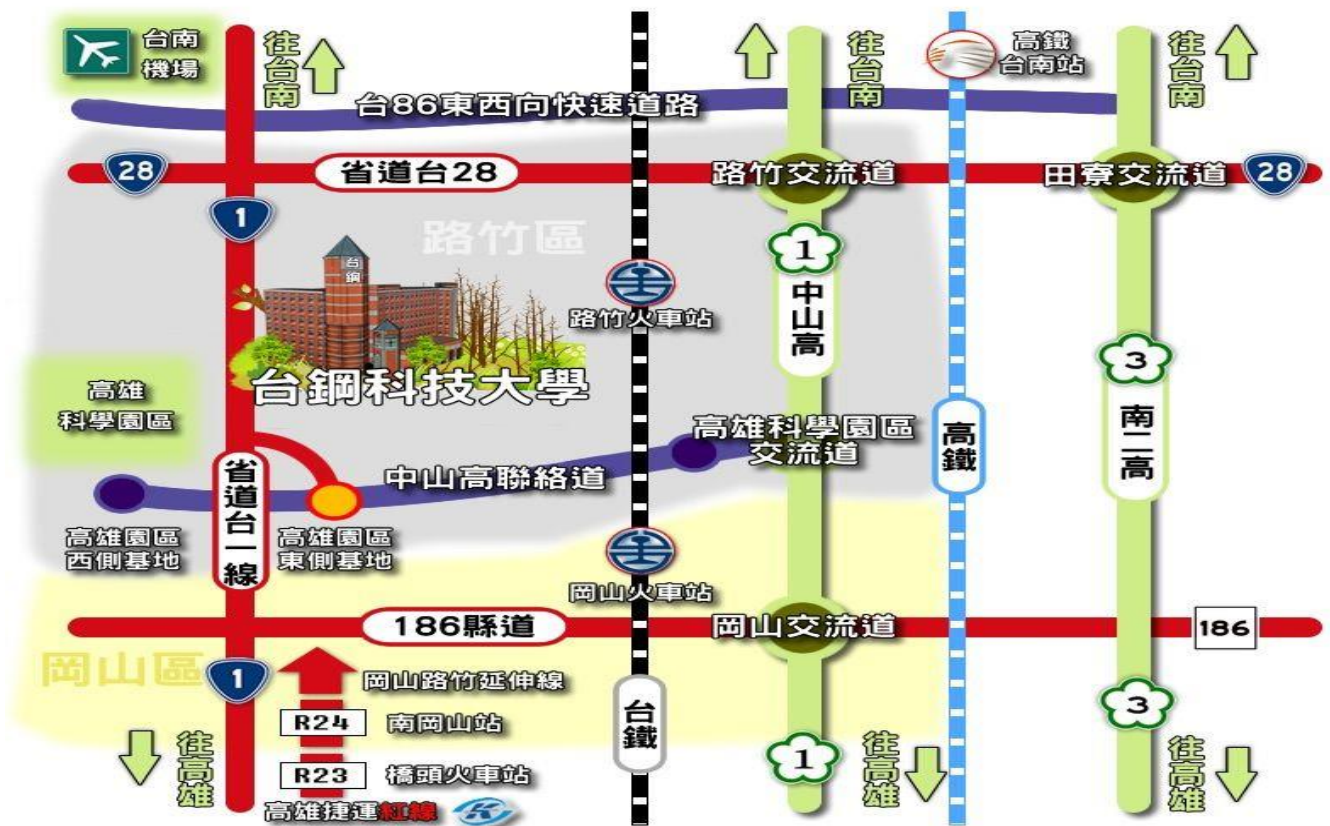 台南
機場
往台南
往台南
高鐵
台南站
往台南
台86東西向快速道路
28
省道台28
路竹交流道
田寮交流道
28
1
路竹區
台鋼
1
中山高
路竹火車站
3
南二高
台鋼科技大學
高雄
科學園區
高雄科學園區
交流道
高鐵
省道台一線
中山高聯絡道
高雄園區
西側基地
高雄園區
東側基地
岡山火車站
186縣道
岡山交流道
186
岡山區
1
岡山路竹延伸線
R24
南岡山站
台鐵
3
往高雄
R23
橋頭火車站
1
往高雄
往高雄
高雄捷運紅線